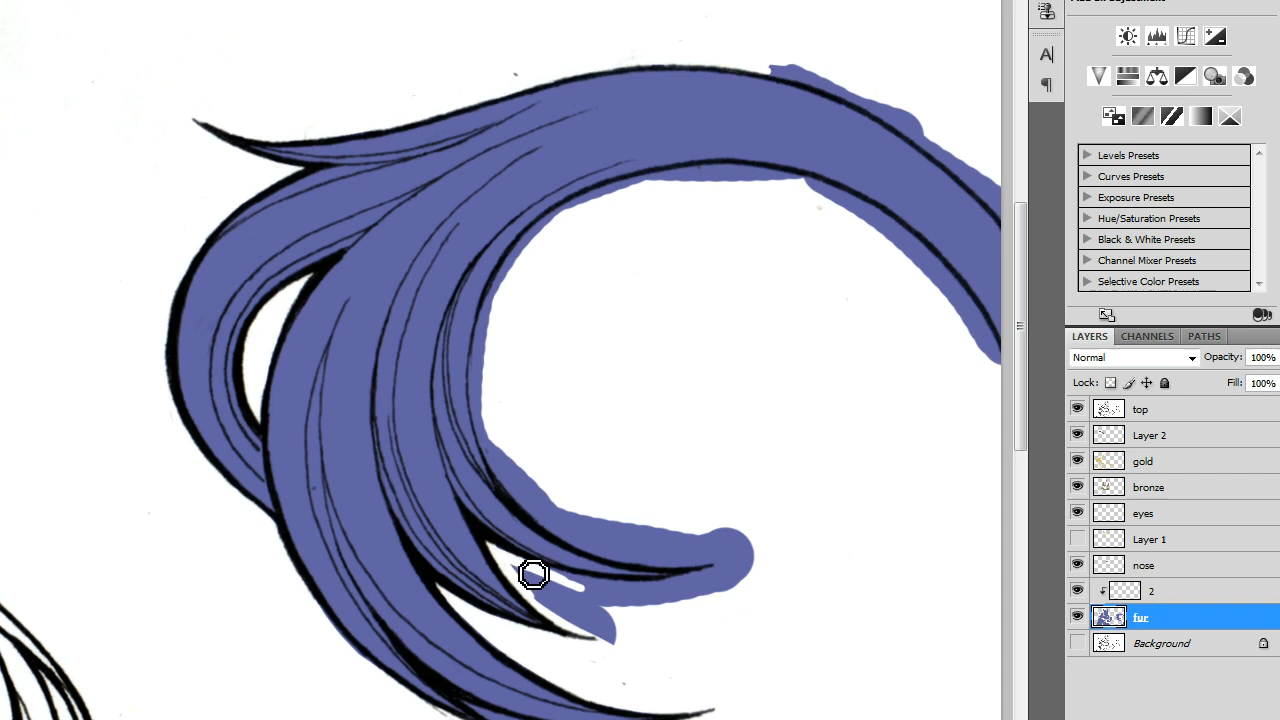 A
Levels Presets
Curves Presets
Exposure Presets
Hue/Saturation Presets
Black & White Presets
Channel Mixer Presets
Selective Color Presets
LAYERS CHANNELS PATHS
Normal Opacity: 100%
Lock: Fill: 100%
top
Layer 2
gold
bronze
eyes
Layer 1
nose
2
fur
Background